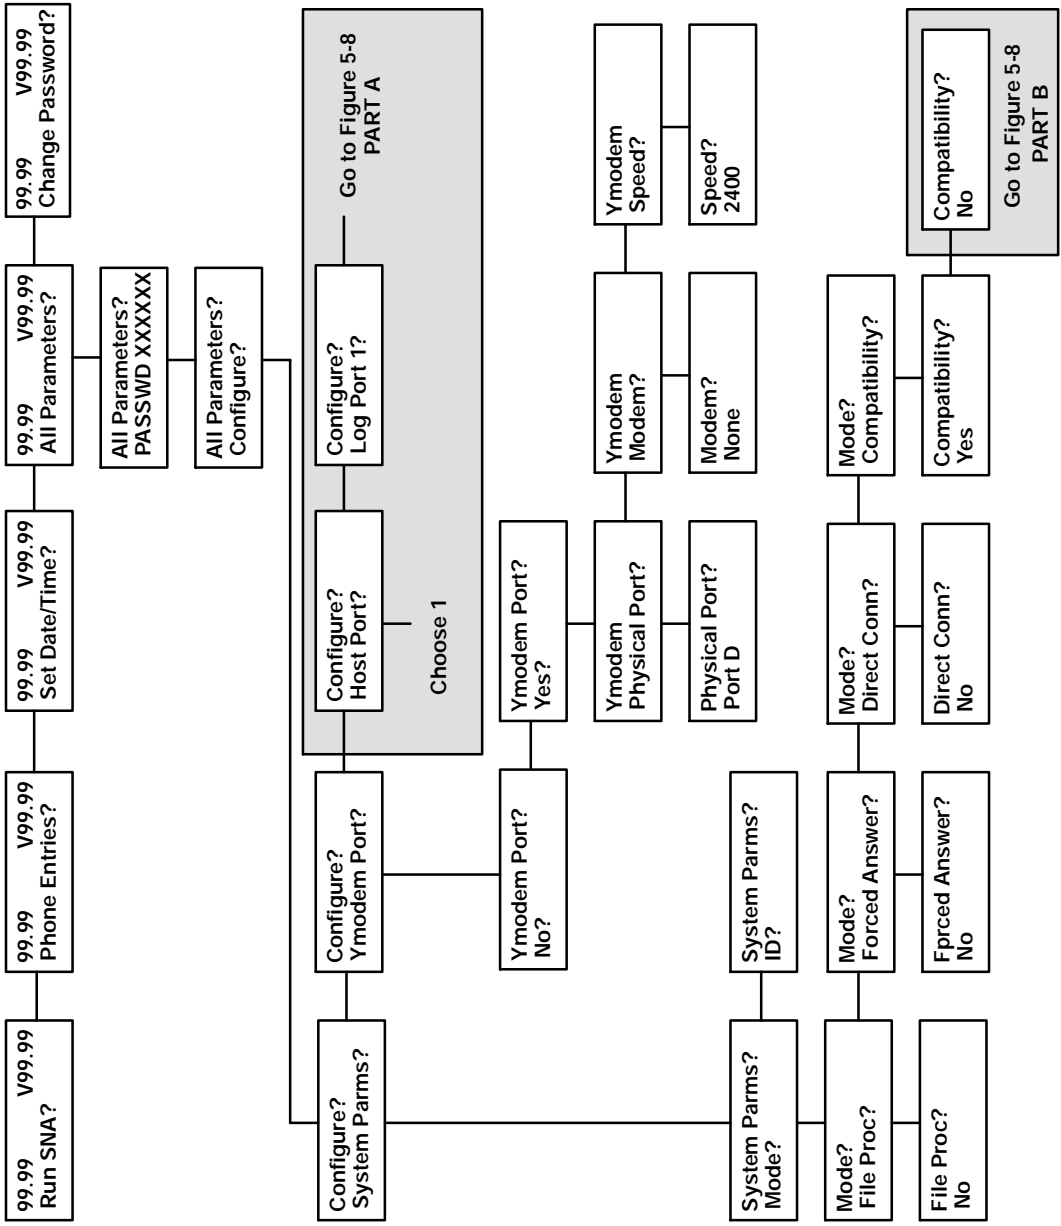 99.99 V99.99
Run SNA?
99.99 V99.99
Phone Entries?
99.99 V99.99
Set Date/Time?
99.99 V99.99
All Parameters?
99.99 V99.99
Change Password?
All Parameters?
PASSWD XXXXXX
All Parameters?
Configure?
Configure?
System Parms?
Configure?
Ymodem Port?
Configure?
Host Port?
Configure?
Log Port 1?
Go to Figure 5-8
PART A
Choose 1
Ymodem Port?
No?
Ymodem Port?
Yes?
Ymodem
Physical Port?
Ymodem
Modem?
Ymodem
Speed?
Physical Port?
Port D
Modem?
None
Speed?
2400
System Parms?
Mode?
System Parms?
ID?
Mode?
File Proc?
Mode?
Forced Answer?
Mode?
Direct Conn?
Mode?
Compatibility?
File Proc?
No
Fprced Answer?
No
Direct Conn?
No
Compatibility?
Yes
Compatibility?
No
Go to Figure 5-8
PART B